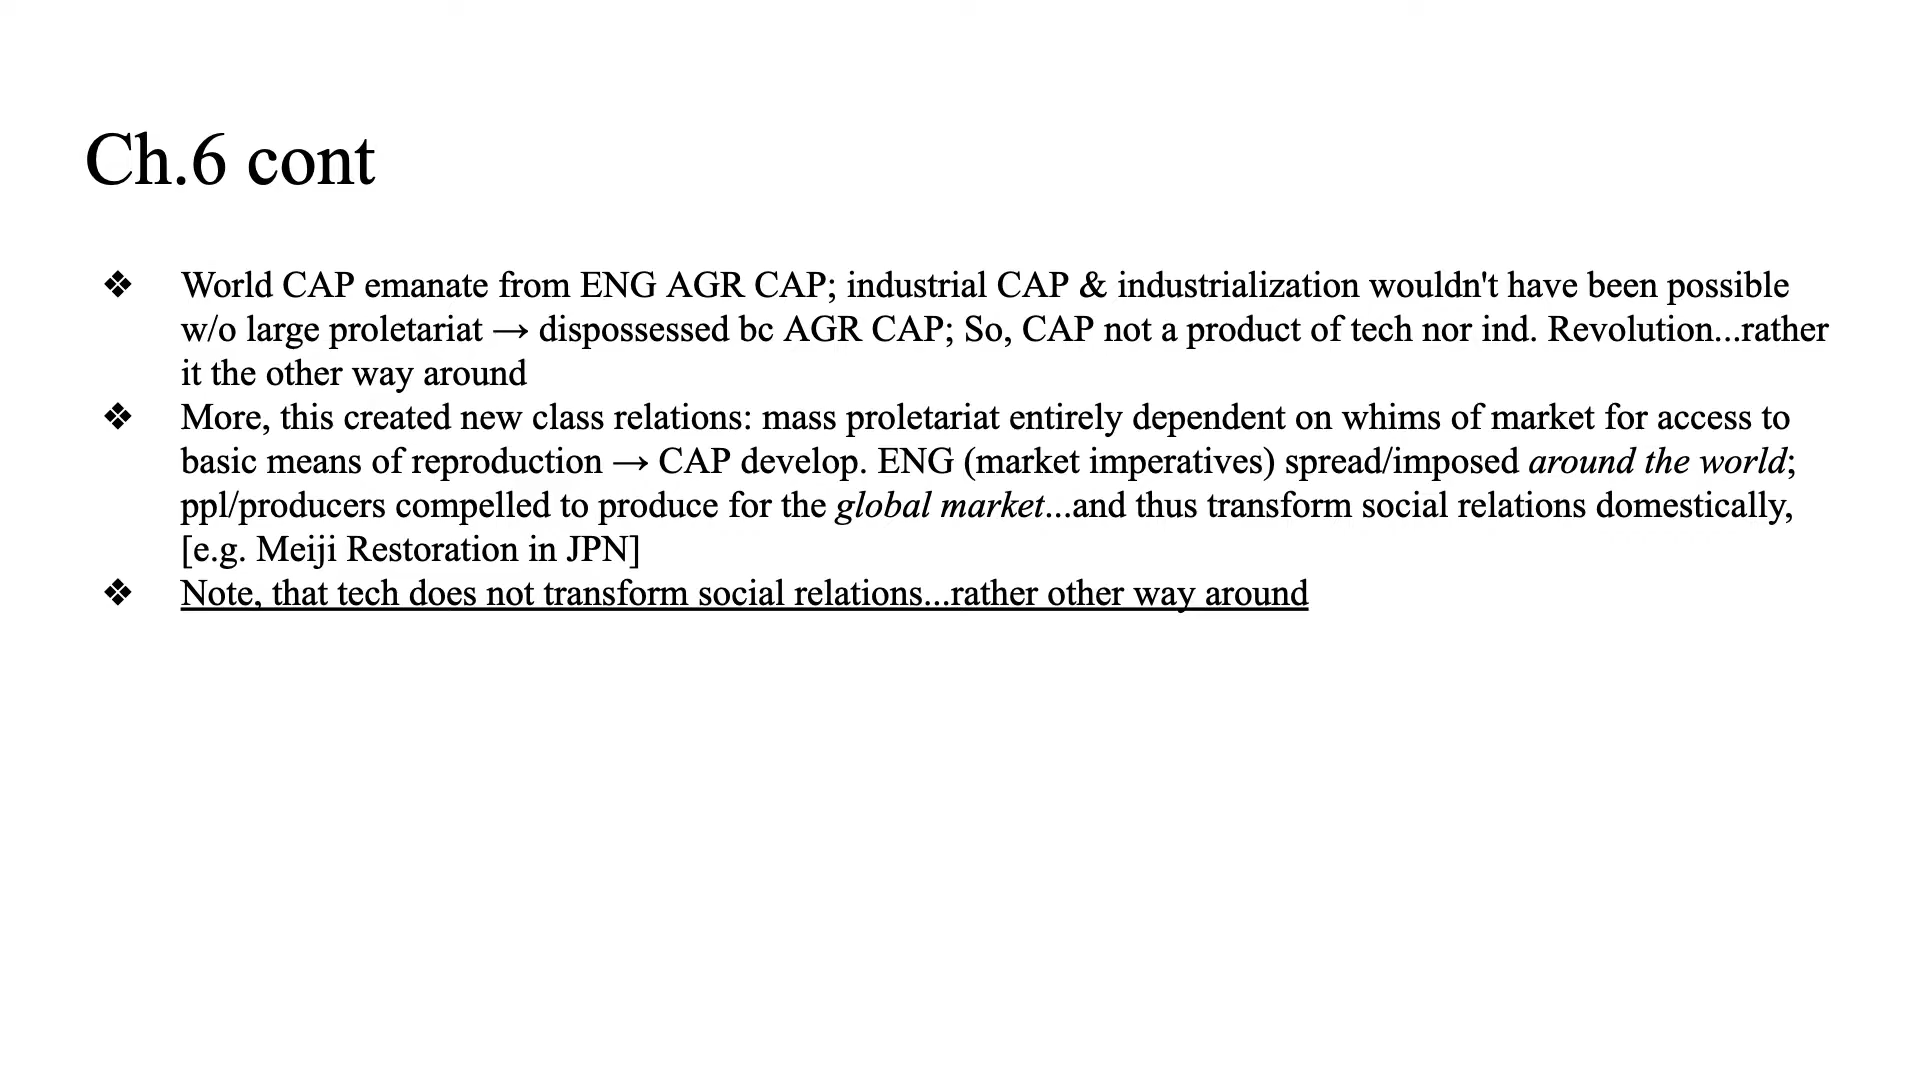 Ch.6 cont
❖ World CAP emanate from ENG AGR CAP; industrial CAP & industrialization wouldn't have been possible
w/o large proletariat → dispossessed bc AGR CAP; So, CAP not a product of tech nor ind. Revolution...rather
it the other way around
❖ More, this created new class relations: mass proletariat entirely dependent on whims of market for access to
basic means of reproduction → CAP develop. ENG (market imperatives) spread/imposed around the world;
ppl/producers compelled to produce for the global market...and thus transform social relations domestically,
[e.g. Meiji Restoration in JPN]
❖ Note, that tech does not transform social relations...rather other way around